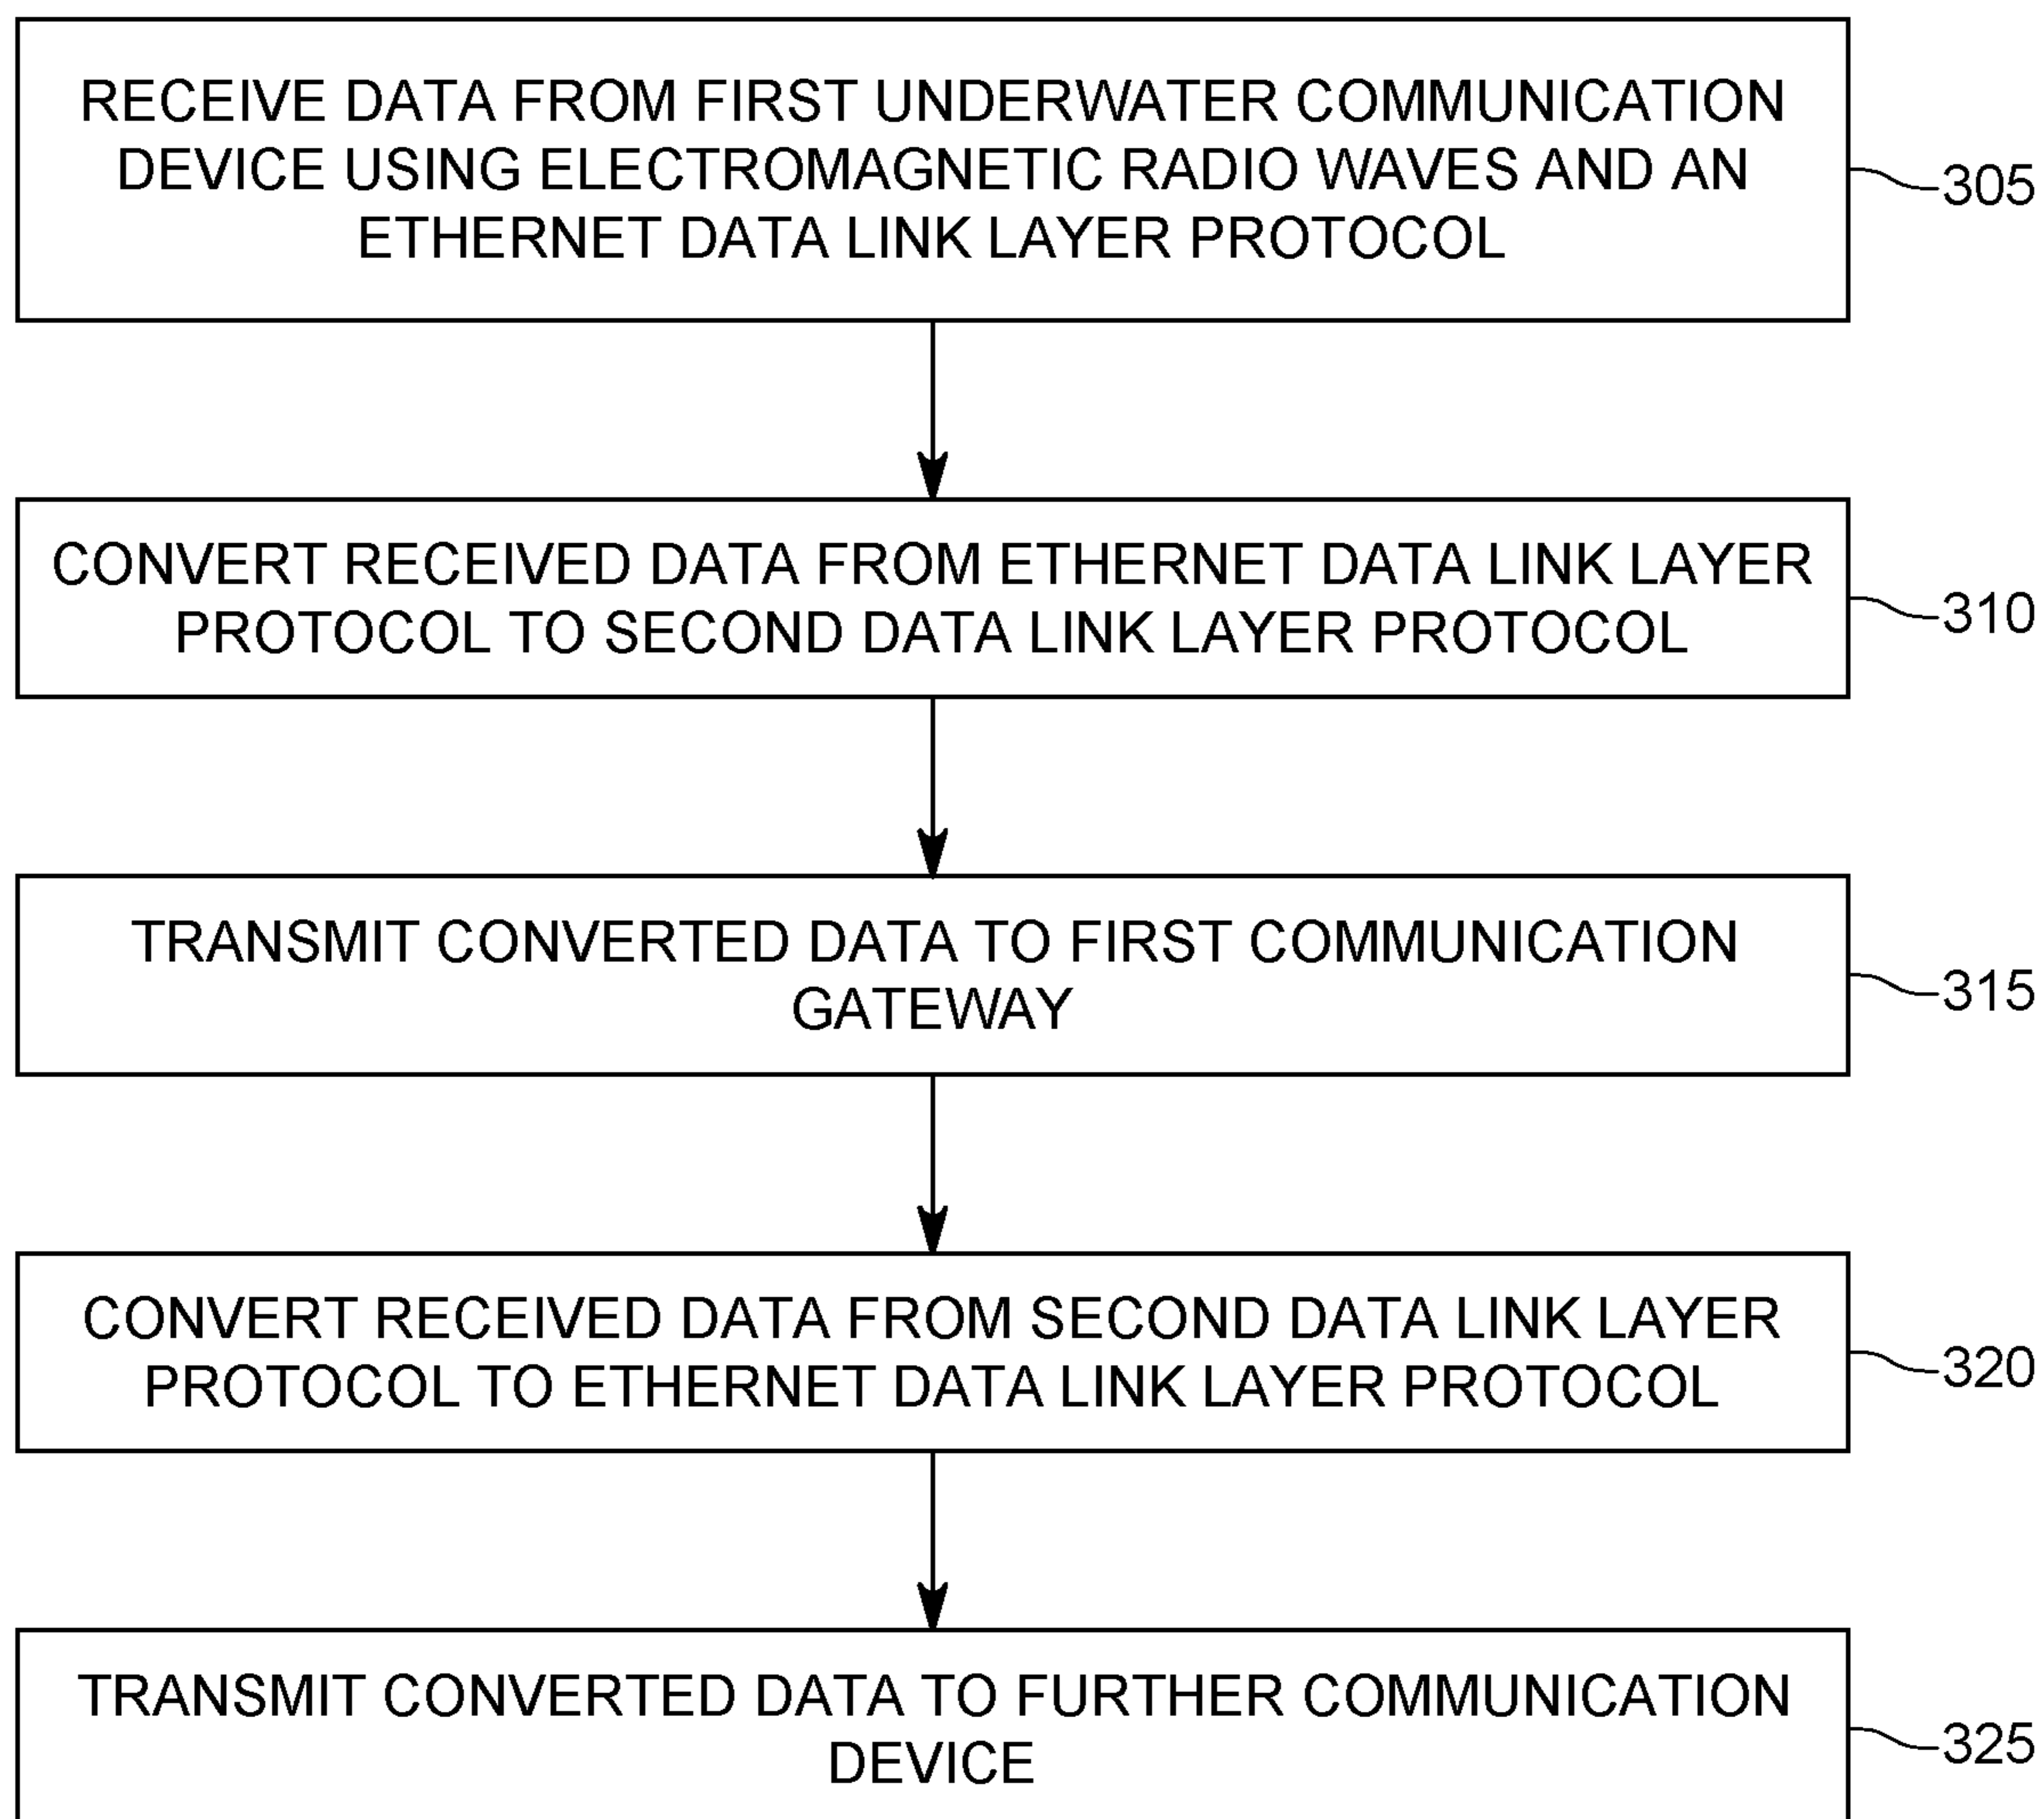 RECEIVE DATA FROM FIRST UNDERWATER COMMUNICATION
DEVICE USING ELECTROMAGNETIC RADIO WAVES AND AN
ETHERNET DATA LINK LAYER PROTOCOL
305
CONVERT RECEIVED DATA FROM ETHERNET DATA LINK LAYER
PROTOCOL TO SECOND DATA LINK LAYER PROTOCOL
310
TRANSMIT CONVERTED DATA TO FIRST COMMUNICATION
GATEWAY
315
CONVERT RECEIVED DATA FROM SECOND DATA LINK LAYER
PROTOCOL TO ETHERNET DATA LINK LAYER PROTOCOL
320
TRANSMIT CONVERTED DATA TO FURTHER COMMUNICATION
DEVICE
325